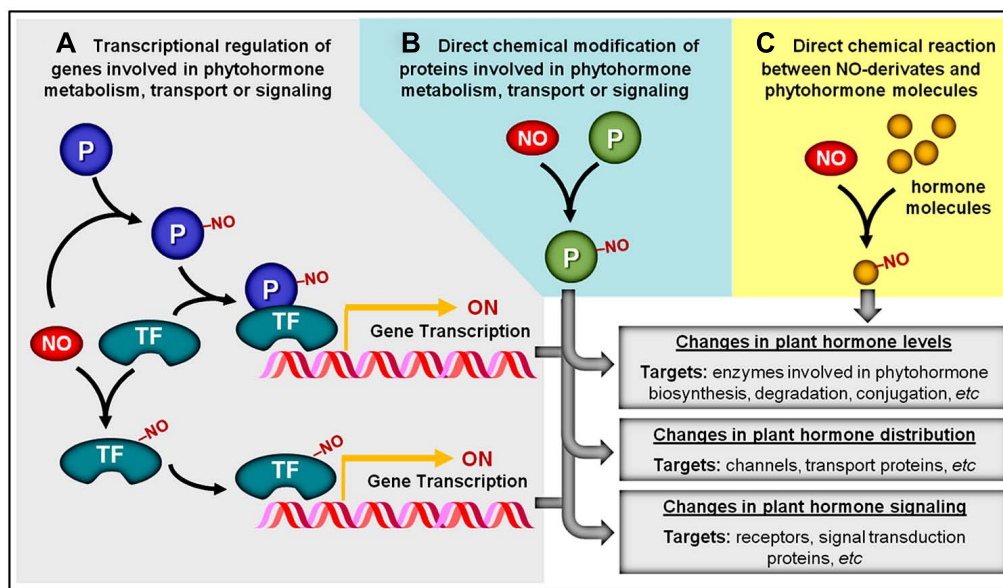 A Transcriptional regulation of
genes involved in phytohormone
metabolism, transport or signaling
P
P
–NO
P
–NO
NO
TF
TF
ON
Gene Transcription
TF
–NO
TF
–NO
ON
Gene Transcription
B Direct chemical modification of
proteins involved in phytohormone
metabolism, transport or signaling
NO
P
P
–NO
C Direct chemical reaction
between NO-derivates and
phytohormone molecules
NO
hormone
molecules
–NO
Changes in plant hormone levels
Targets: enzymes involved in phytohormone
biosynthesis, degradation, conjugation, etc
Changes in plant hormone distribution
Targets: channels, transport proteins, etc
Changes in plant hormone signaling
Targets: receptors, signal transduction
proteins, etc